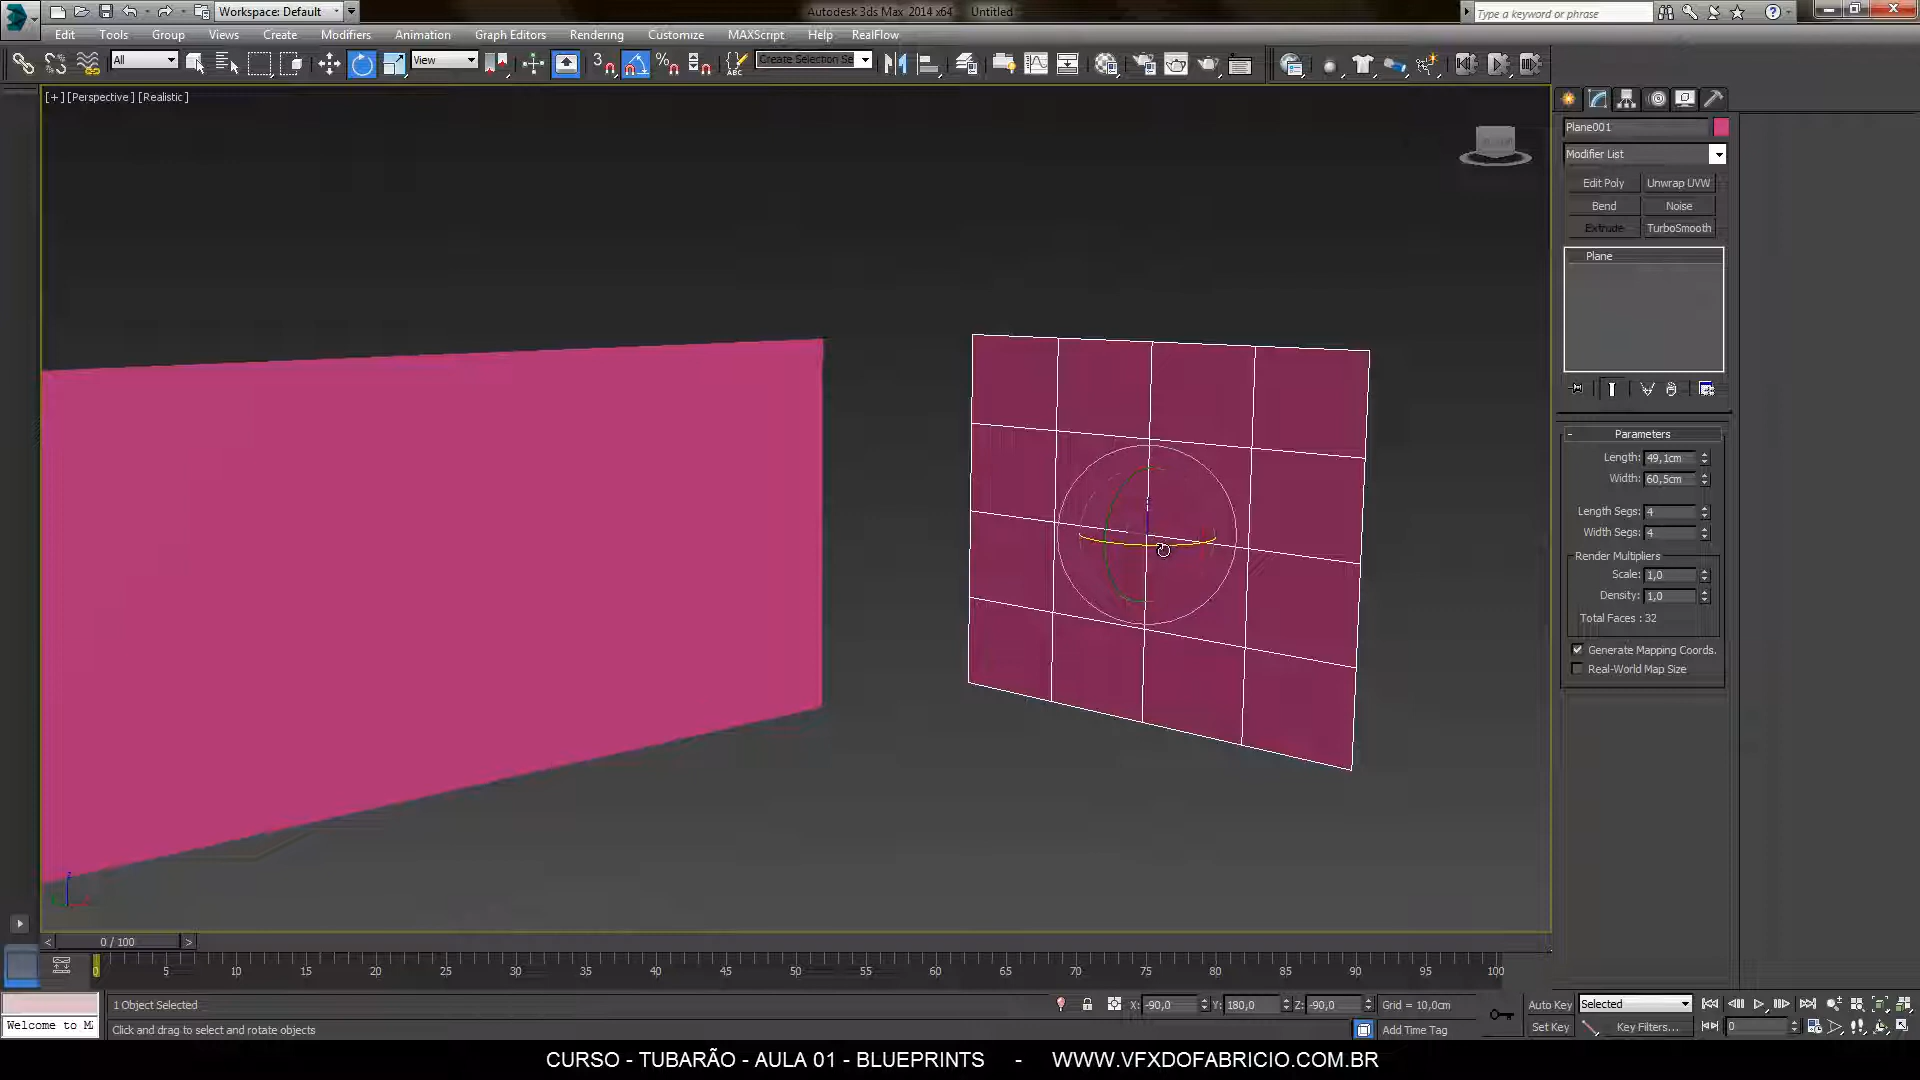 Workspace: Default
Autodesk 3ds Max 2014 x64 Untitled
Type a keyword or phrase
Edit Tools Group Views Create Modifiers Animation Graph Editors Rendering Customize MAXScript Help RealFlow
All
View
3
Create Selection Se
[+] [Perspective] [Realistic]
Plane001
Modifier List
Edit Poly Unwrap UVW
Bend Noise
Extrude TurboSmooth
Plane
- Parameters
Length: 49,1cm
Width: 60,5cm
Length Segs: 4
Width Segs: 4
Render Multipliers
Scale: 1,0
Density: 1,0
Total Faces : 32
Generate Mapping Coords.
Real-World Map Size
< 0 / 100 >
0 5 10 15 20 25 30 35 40 45 50 55 60 65 70 75 80 85 90 95 100
1 Object Selected
X: -90,0 Y: 180,0 Z: -90,0 Grid = 10,0cm
Auto Key Selected
Welcome to M
Click and drag to select and rotate objects
Add Time Tag
Set Key Key Filters... 0
CURSO - TUBARÃO - AULA 01 - BLUEPRINTS - WWW.VFXDOFABRICIO.COM.BR